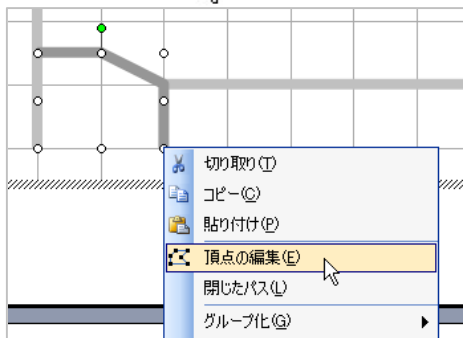 切り取り(T)
コピー(C)
貼り付け(P)
頂点の編集(E)
閉じたパス(L)
グループ化(G)